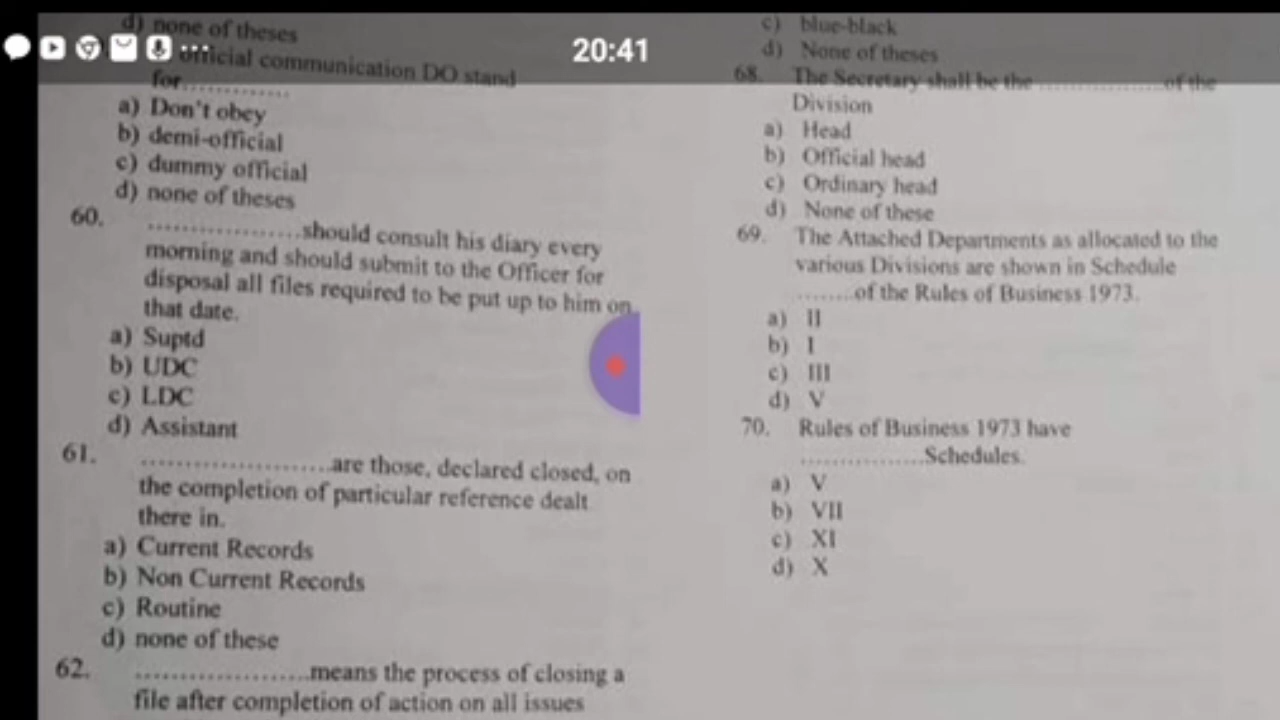 20:41
d) none of theses
official communication DO stand
for..............
a) Don't obey
b) demi-official
c) dummy official
d) none of theses
60.
.................should consult his diary every
morning and should submit to the Officer for
disposal all files required to be put up to him on
that date.
a) Suptd
b) UDC
c) LDC
d) Assistant
61.
.....................are those, declared closed, on
the completion of particular reference dealt
there in.
a) Current Records
b) Non Current Records
c) Routine
d) none of these
62.
...................means the process of closing a
file after completion of action on all issues
c) blue-black
d) None of theses
68. The Secretary shall be the .................of the
Division
a) Head
b) Official head
c) Ordinary head
d) None of these
69. The Attached Departments as allocated to the
various Divisions are shown in Schedule
........of the Rules of Business 1973.
a) II
b) I
c) III
d) V
70. Rules of Business 1973 have
.................Schedules.
a) V
b) VII
c) XI
d) X